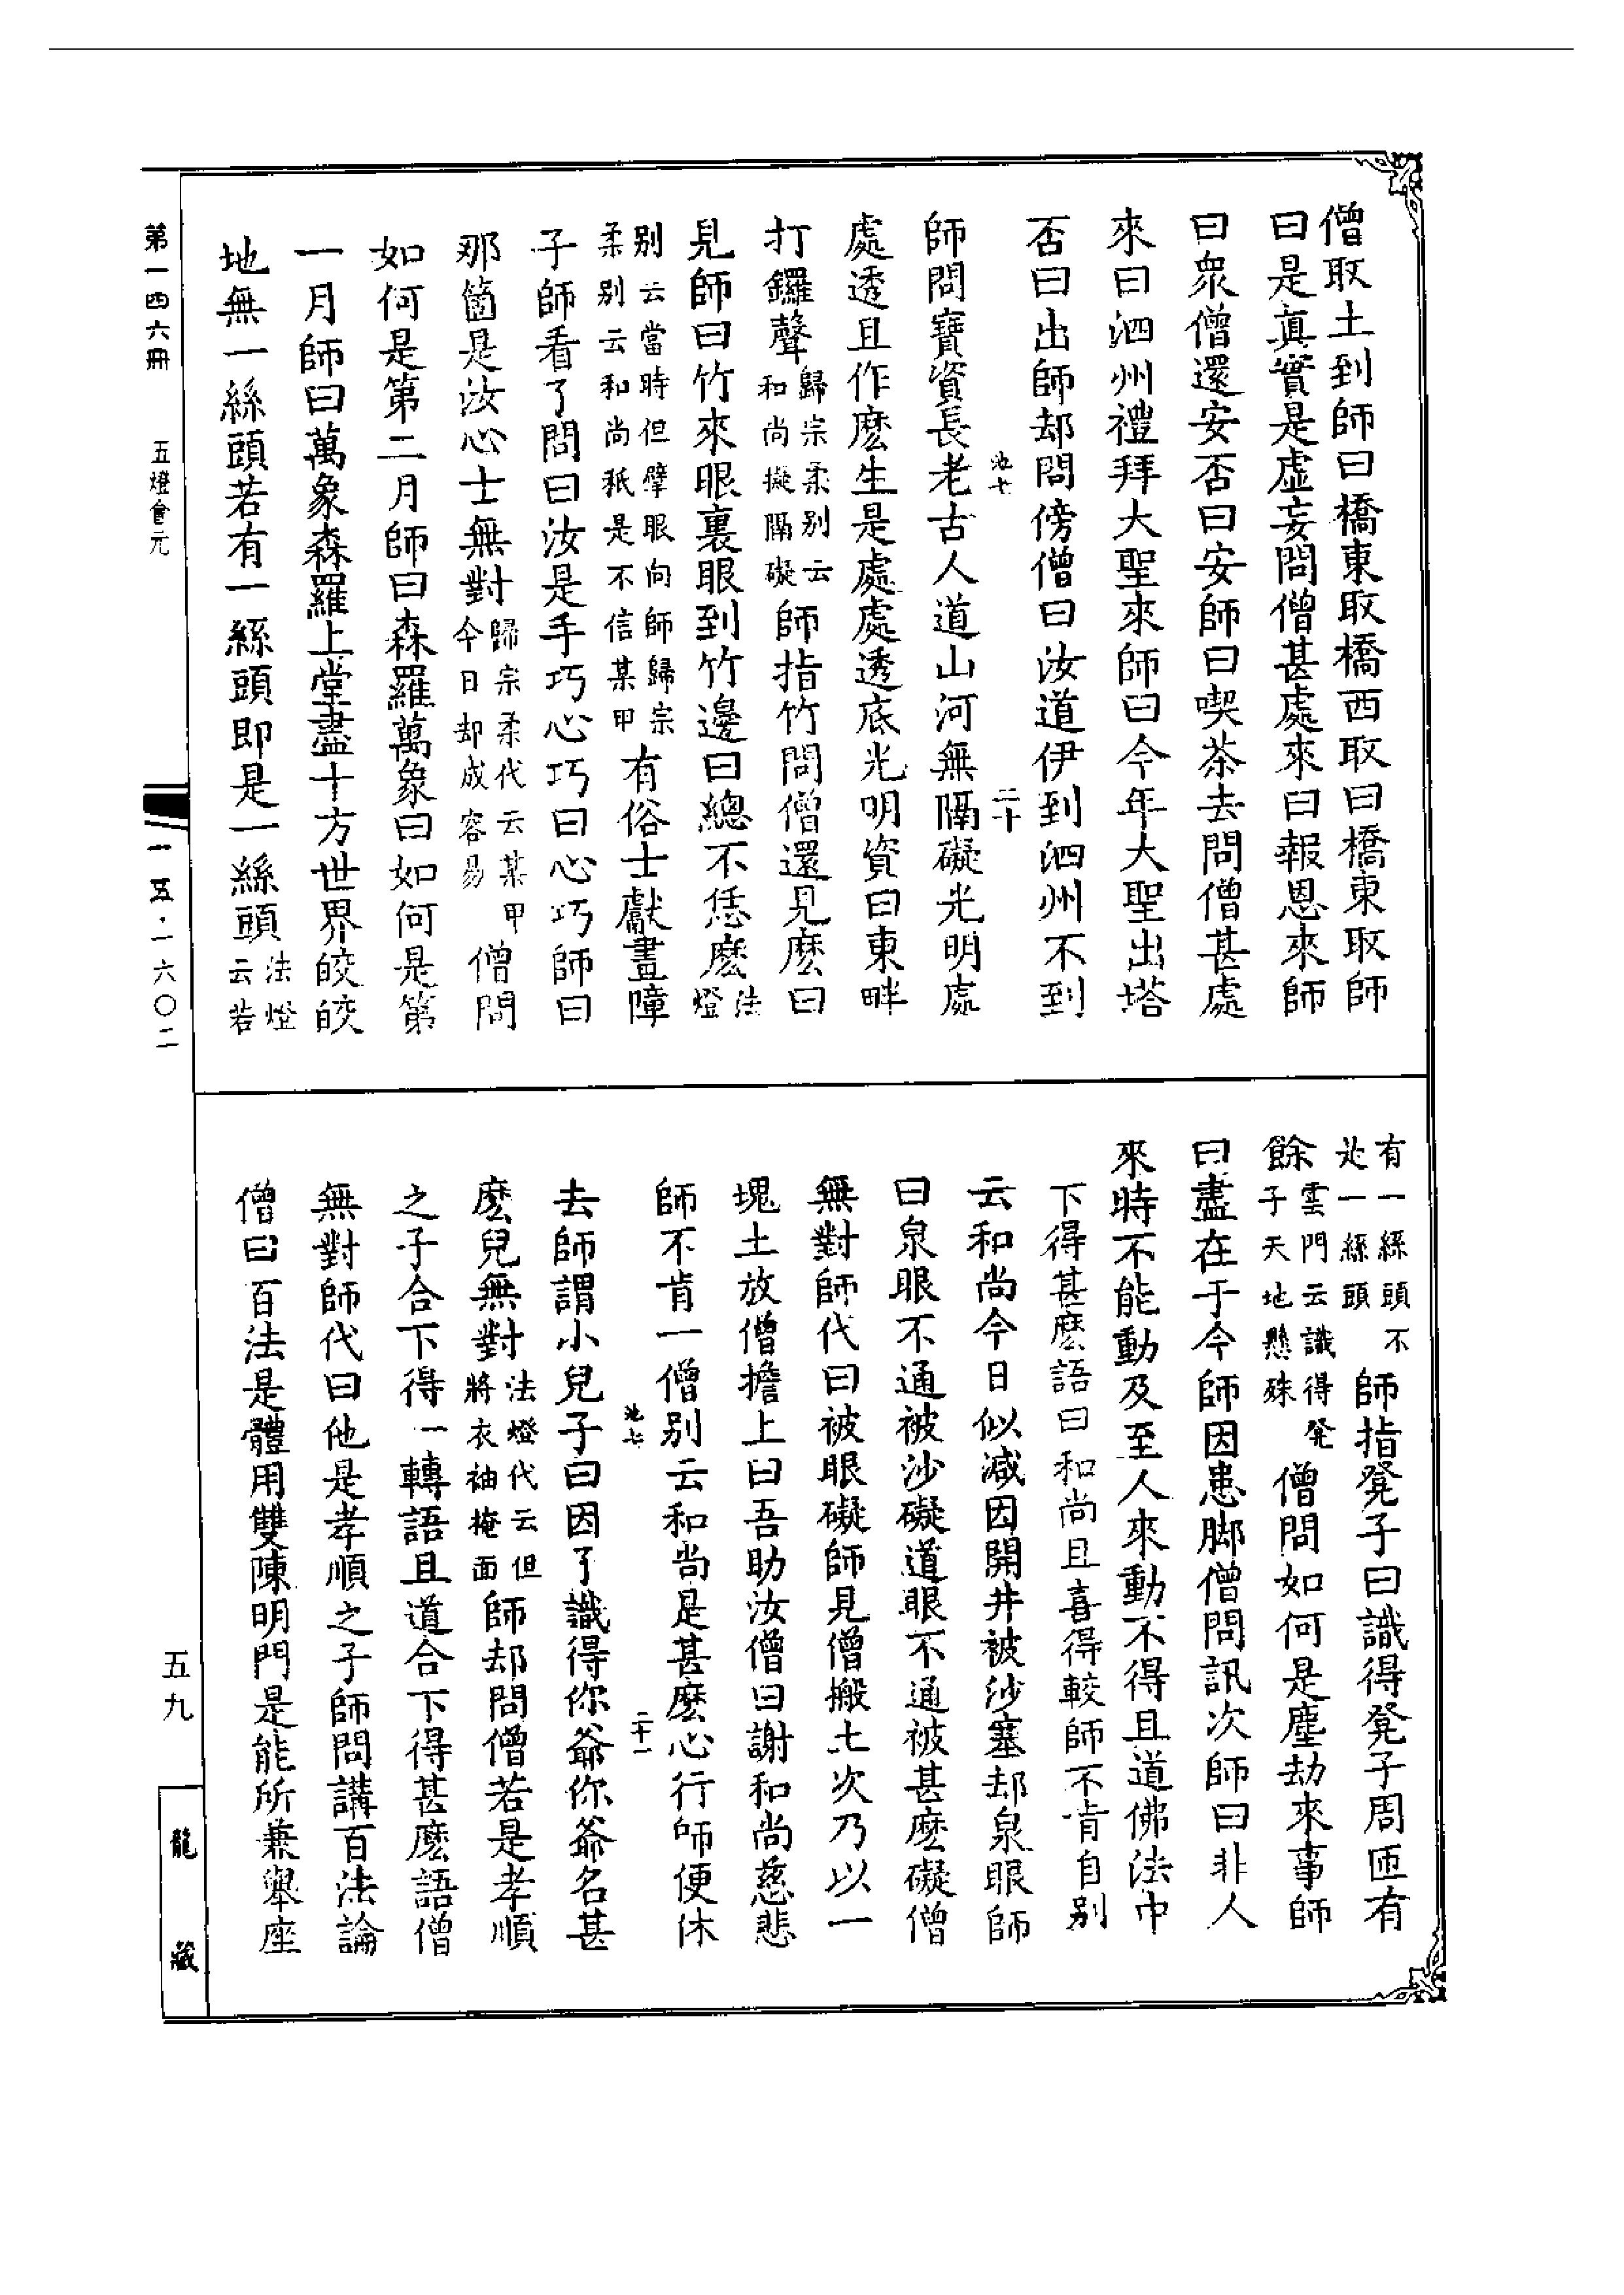 僧取土到師曰橋東取橋西取曰橋東取師
曰是真實是虛妄問僧甚處來曰報恩來師
曰眾僧還安否曰安師曰喫茶去問僧甚處
來曰泗州禮拜大聖來師曰今年大聖出塔
否曰出師却問傍僧曰汝道伊到泗州不到
池七 二十
師問寶資長老古人道山河無隔礙光明處
處透且作麽生是處處透底光明資曰東畔
打鑼聲歸宗柔別云和尚擬隔礙師指竹問僧還見麽曰
見師曰竹來眼裏眼到竹邊曰總不恁麽法燈
別云當時但擘眼向師歸宗柔別云和尚秪是不信某甲有俗士獻畫障
子師看了問曰汝是手巧心巧曰心巧師曰
那箇是汝心士無對歸宗柔代云某甲今日却成容易僧問
如何是第二月師曰森羅萬象曰如何是第
一月師曰萬象森羅上堂盡十方世界皎皎
地無一絲頭若有一絲頭即是一絲頭法燈云若
第一四六冊 五燈會元
一五·一六〇二
有一絲頭不是一絲頭師指凳子曰識得凳子周匝有
餘雲門云識得凳子天地懸殊僧問如何是塵劫來事師
曰盡在于今師因患脚僧問訊次師曰非人
來時不能動及至人來動不得且道佛法中
下得甚麽語曰和尚且喜得較師不肯自別
云和尚今日似減因開井被沙塞却泉眼師
曰泉眼不通被沙礙道眼不通被甚麽礙僧
無對師代曰被眼礙師見僧搬土次乃以一
塊土放僧擔上曰吾助汝僧曰謝和尚慈悲
師不肯一僧別云和尚是甚麽心行師便休
池七 二十一
去師謂小兒子曰因子識得你爺你爺名甚
麽兒無對法燈代云但將衣袖掩面師却問僧若是孝順
之子合下得一轉語且道合下得甚麽語僧
無對師代曰他是孝順之子師問講百法論
僧曰百法是體用雙陳明門是能所兼舉座
五九
龍藏